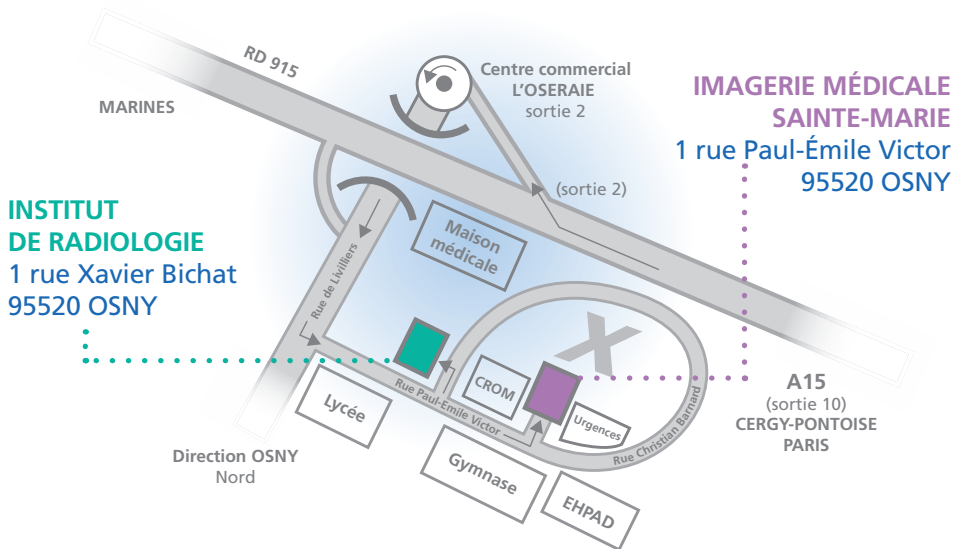 RD 915
MARINES
Centre commercial
L'OSERAIE
sortie 2
IMAGERIE MÉDICALE
SAINTE-MARIE
1 rue Paul-Émile Victor
95520 OSNY
(sortie 2)
INSTITUT
DE RADIOLOGIE
1 rue Xavier Bichat
95520 OSNY
Maison
médicale
Rue de Livilliers
X
CROM
Urgences
Rue Christian Barnard
Rue Paul-Emile Victor
Lycée
Gymnase
EHPAD
A15
(sortie 10)
CERGY-PONTOISE
PARIS
Direction OSNY
Nord